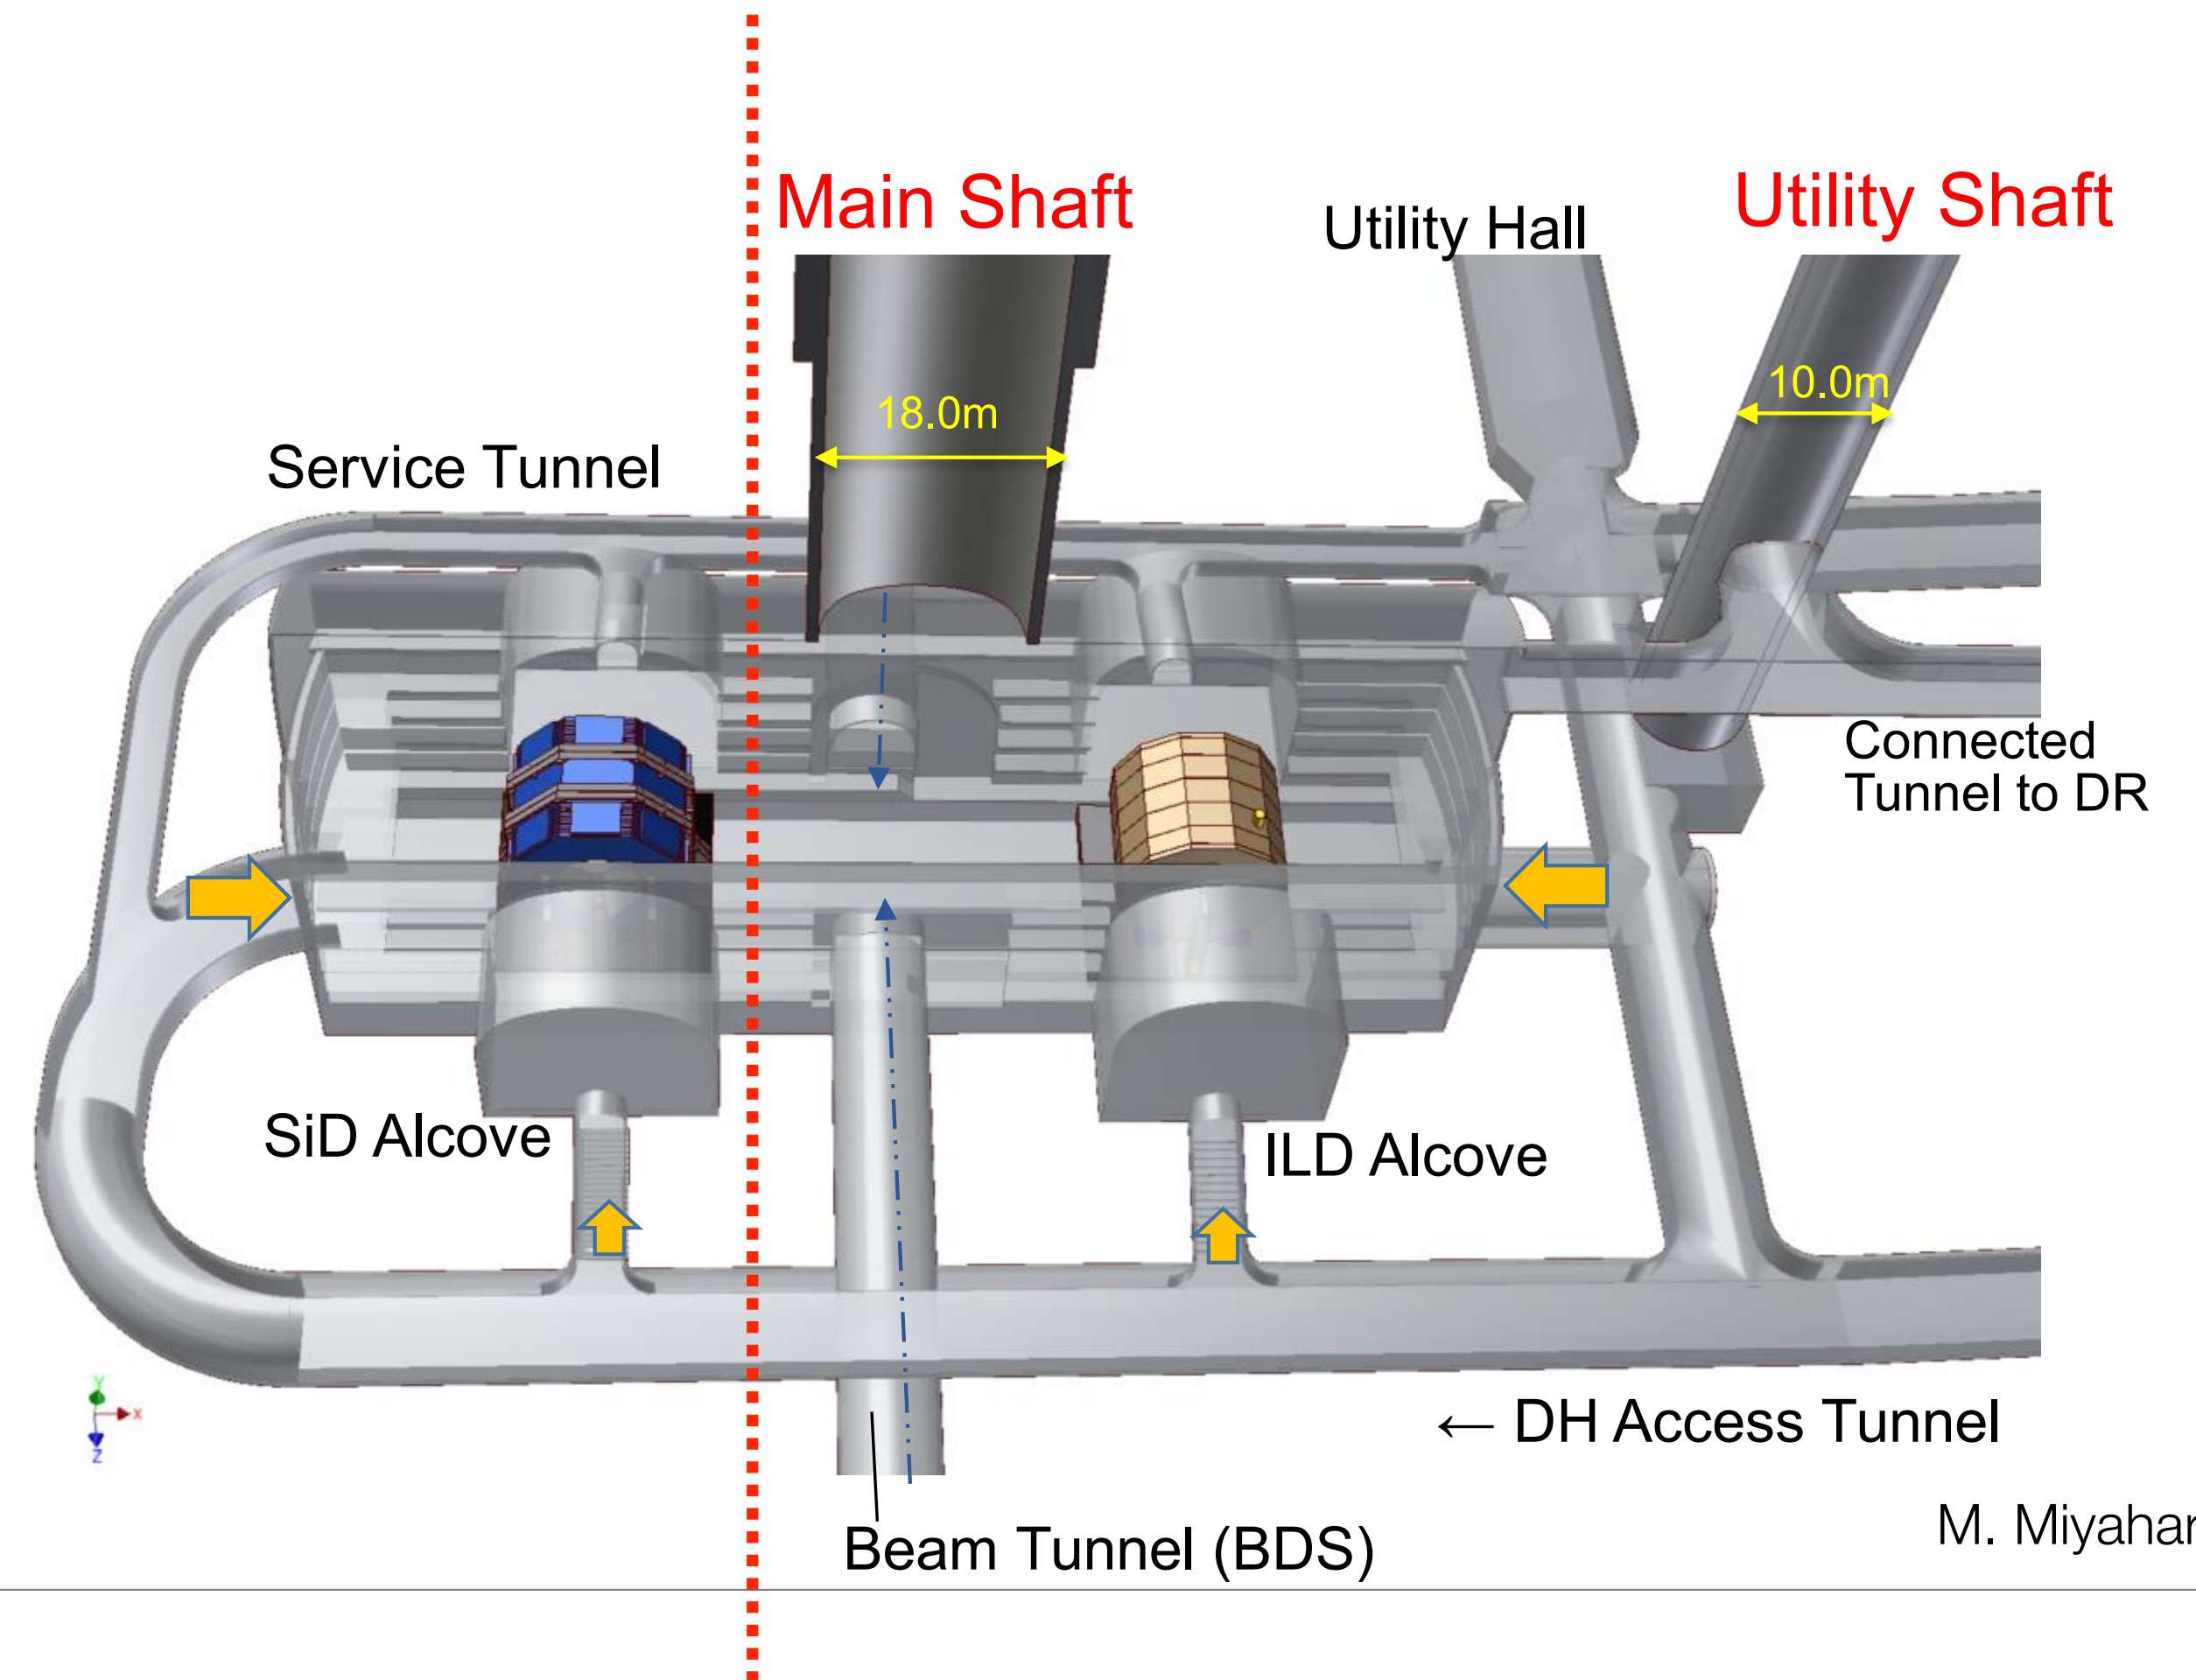 Main Shaft
Utility Hall
Utility Shaft
10.0m
18.0m
Service Tunnel
Connected
Tunnel to DR
SiD Alcove
ILD Alcove
Y
X
Z
← DH Access Tunnel
M. Miyahar
Beam Tunnel (BDS)